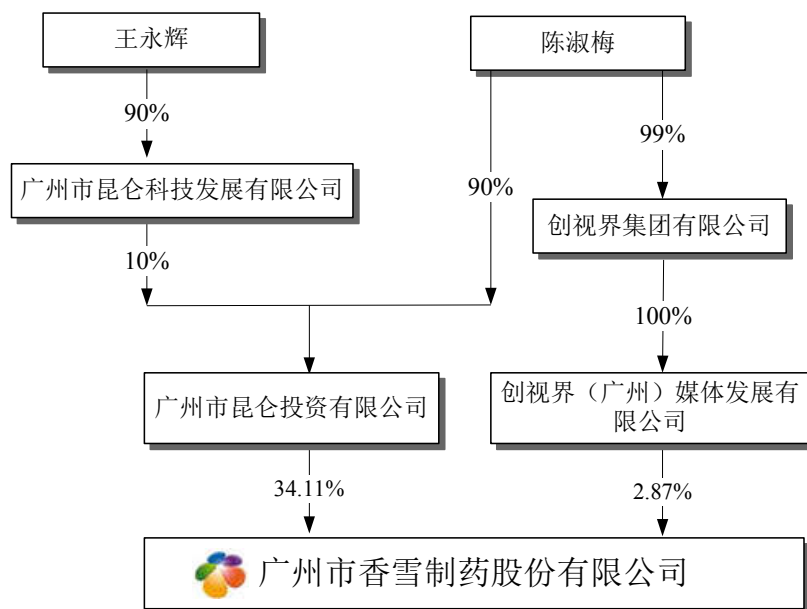 王永辉
陈淑梅
90%
99%
广州市昆仑科技发展有限公司
90%
创视界集团有限公司
10%
100%
广州市昆仑投资有限公司
创视界（广州）媒体发展有
限公司
34.11%
2.87%
广州市香雪制药股份有限公司